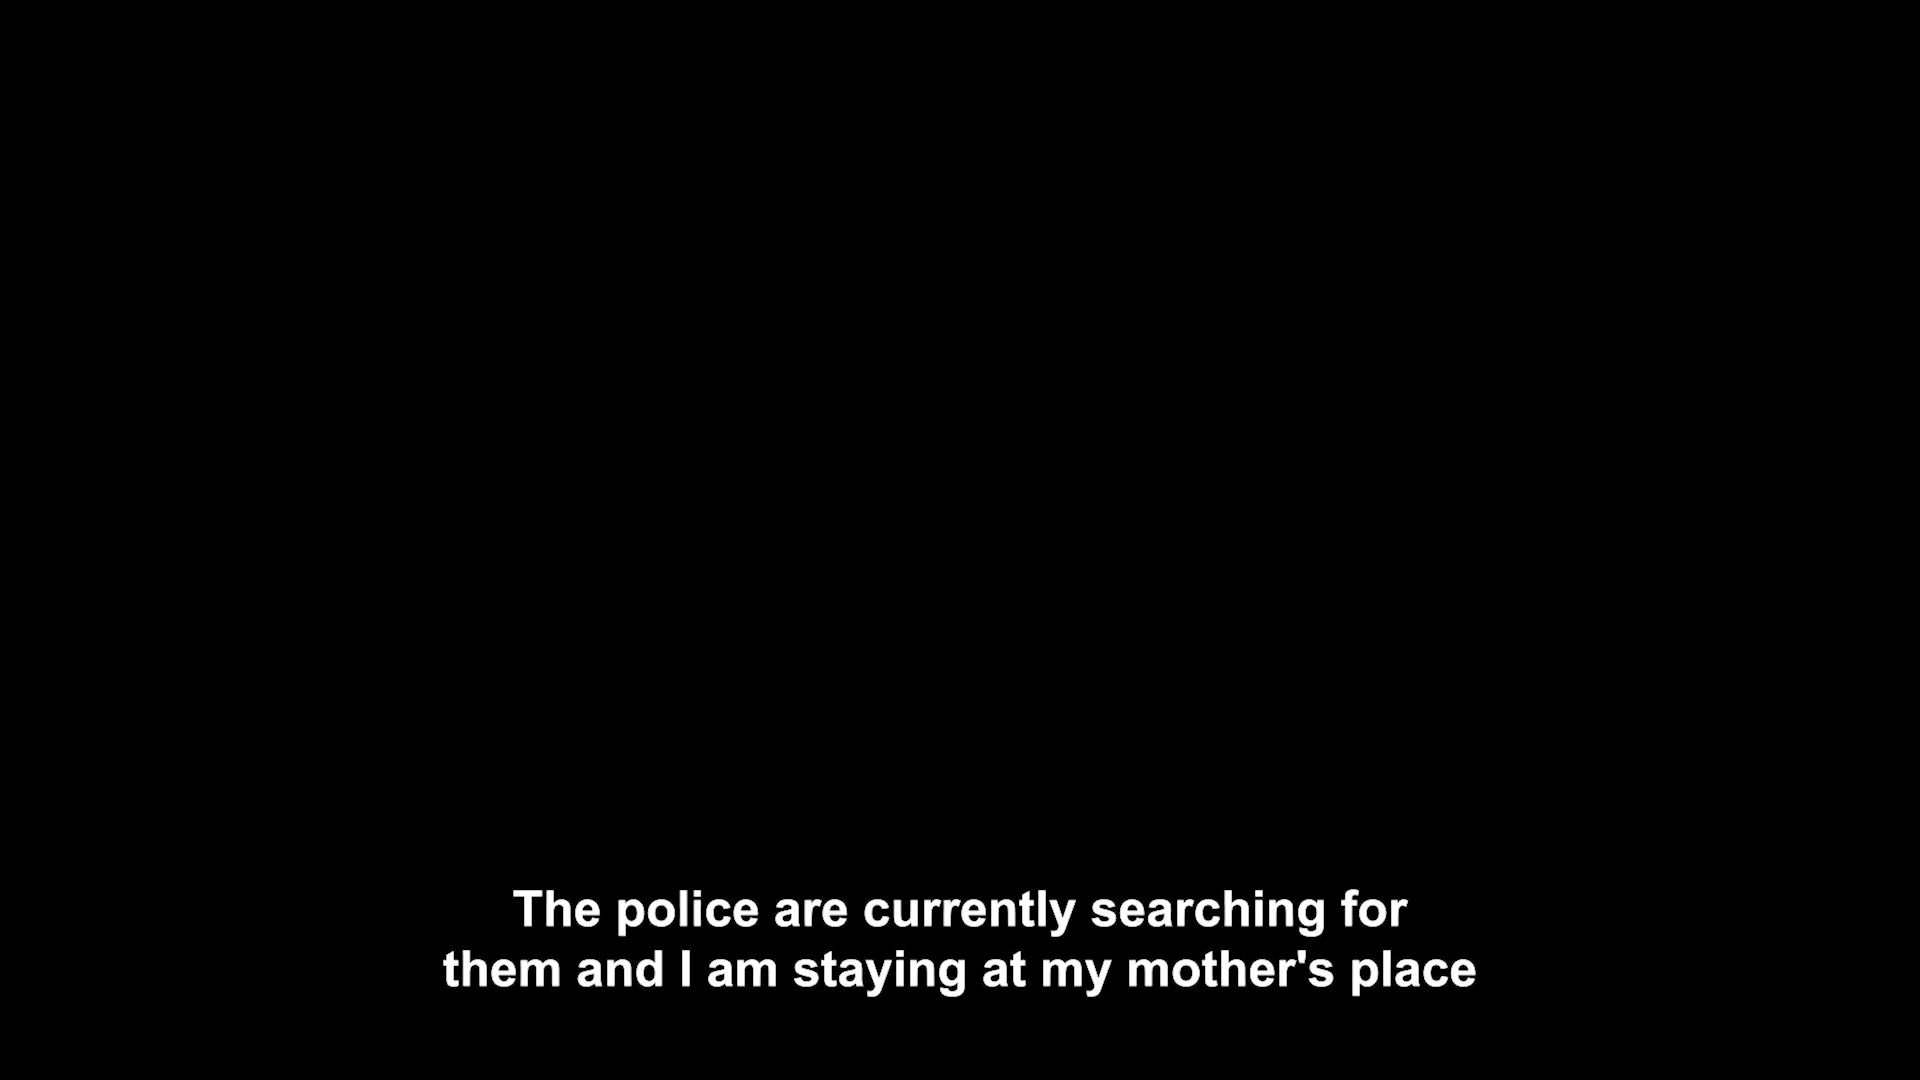 The police are currently searching for
them and I am staying at my mother's place